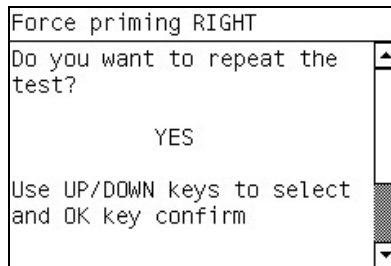 Force priming RIGHT
Do you want to repeat the
test?
YES
Use UP/DOWN keys to select
and OK key confirm